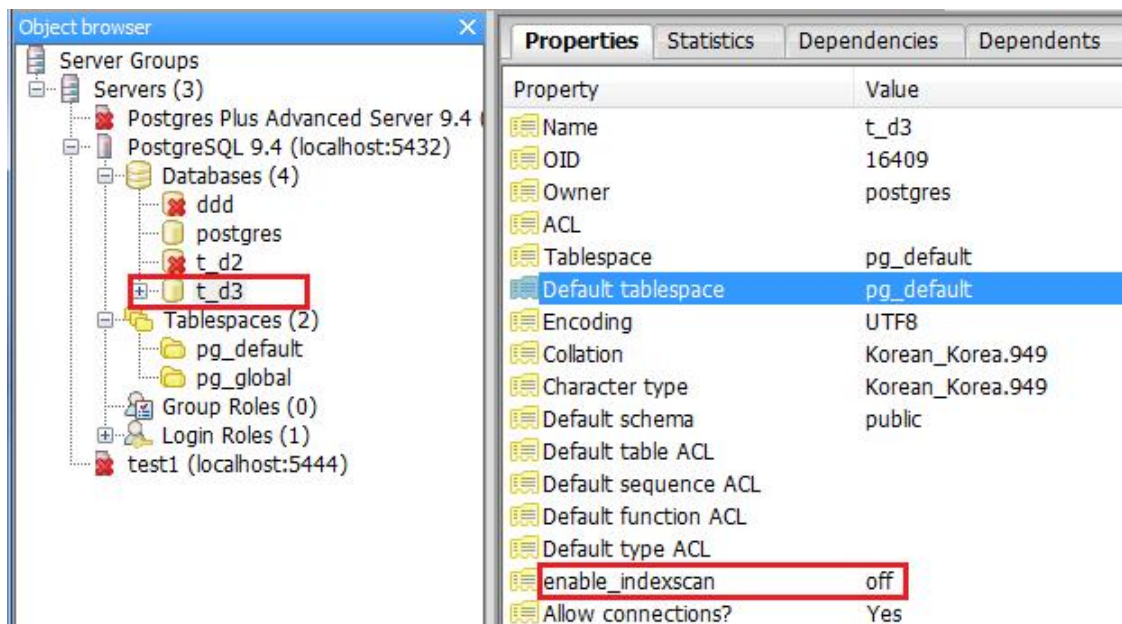 Object browser
Server Groups
Servers (3)
Postgres Plus Advanced Server 9.4 (
PostgreSQL 9.4 (localhost:5432)
Databases (4)
ddd
postgres
t_d2
t_d3
Tablespaces (2)
pg_default
pg_global
Group Roles (0)
Login Roles (1)
test1 (localhost:5444)
Properties Statistics Dependencies Dependents
Property Value
Name t_d3
OID 16409
Owner postgres
ACL
Tablespace pg_default
Default tablespace pg_default
Encoding UTF8
Collation Korean_Korea.949
Character type Korean_Korea.949
Default schema public
Default table ACL
Default sequence ACL
Default function ACL
Default type ACL
enable_indexscan off
Allow connections? Yes